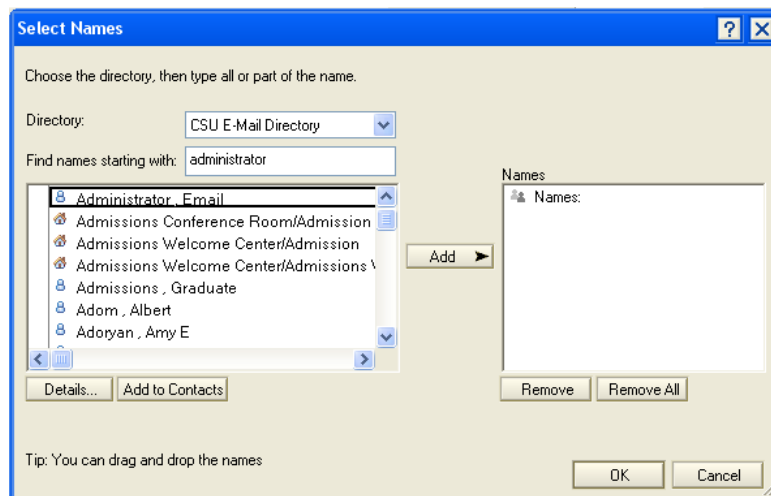 Select Names
Choose the directory, then type all or part of the name.
Directory:
CSU E-Mail Directory
Find names starting with:
administrator
Administrator , Email
Admissions Conference Room/Admission
Admissions Welcome Center/Admission
Admissions Welcome Center/Admissions
Admissions , Graduate
Adom , Albert
Adoryan , Amy E
Details...
Add to Contacts
Add
Names
Names:
Remove
Remove All
Tip: You can drag and drop the names
OK
Cancel